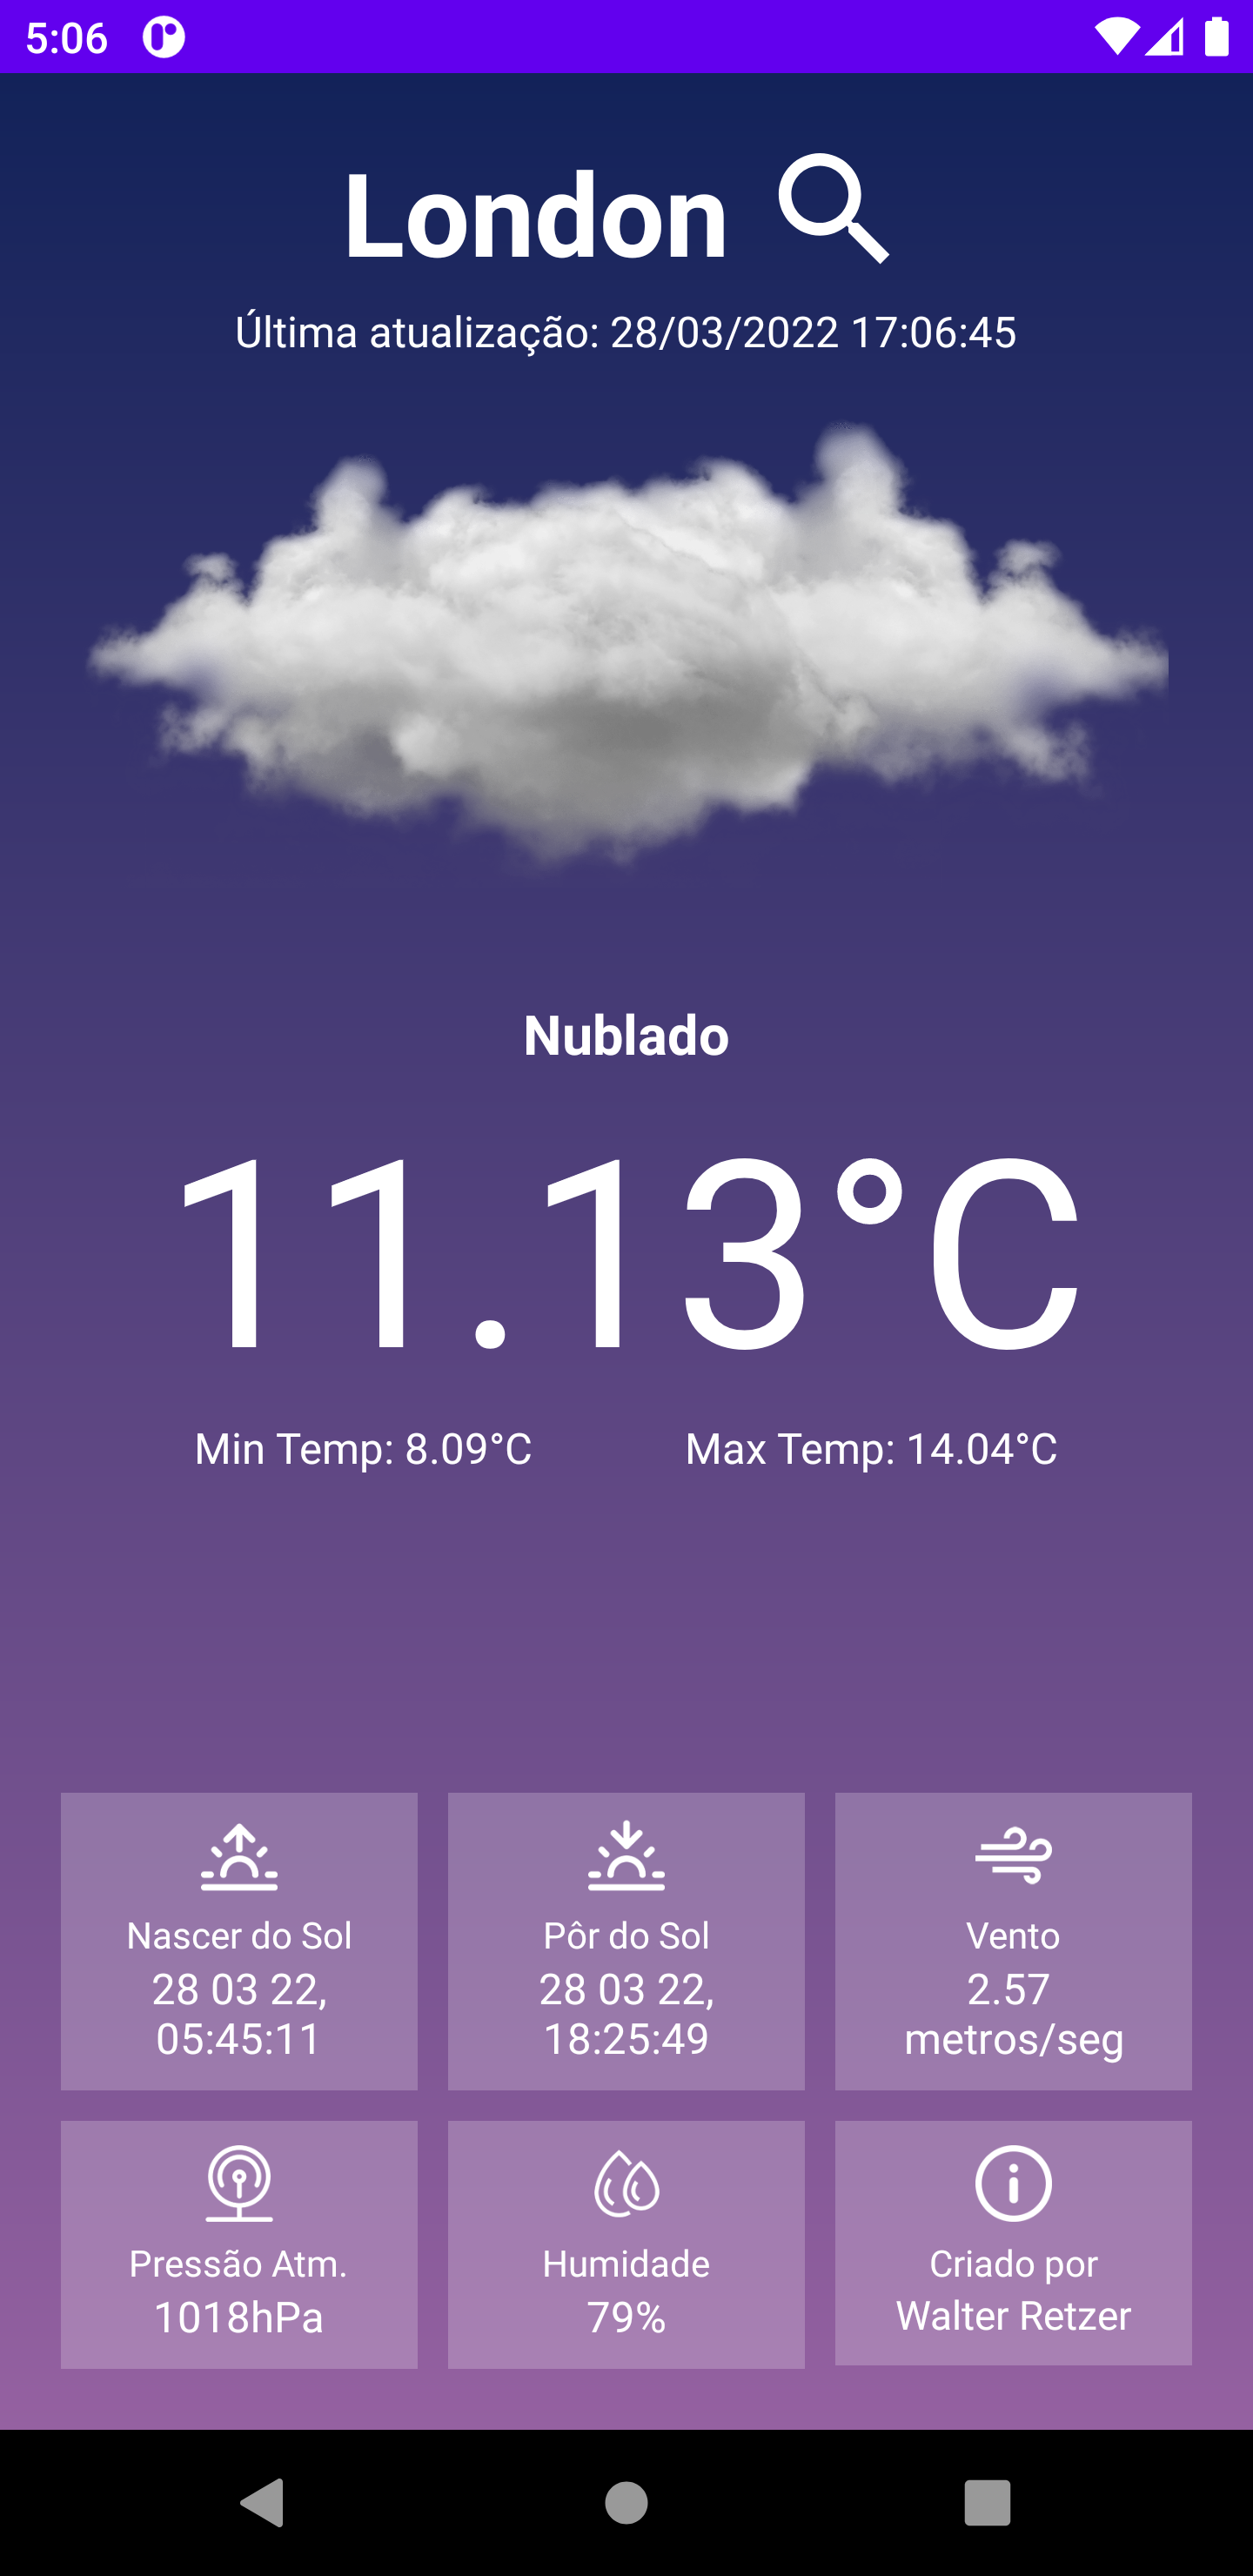 5:06
London
Última atualização: 28/03/2022 17:06:45
Nublado
11.13°C
Min Temp: 8.09°C
Max Temp: 14.04°C
Nascer do Sol
28 03 22,
05:45:11
Pôr do Sol
28 03 22,
18:25:49
Vento
2.57
metros/seg
Pressão Atm.
1018hPa
Humidade
79%
Criado por
Walter Retzer